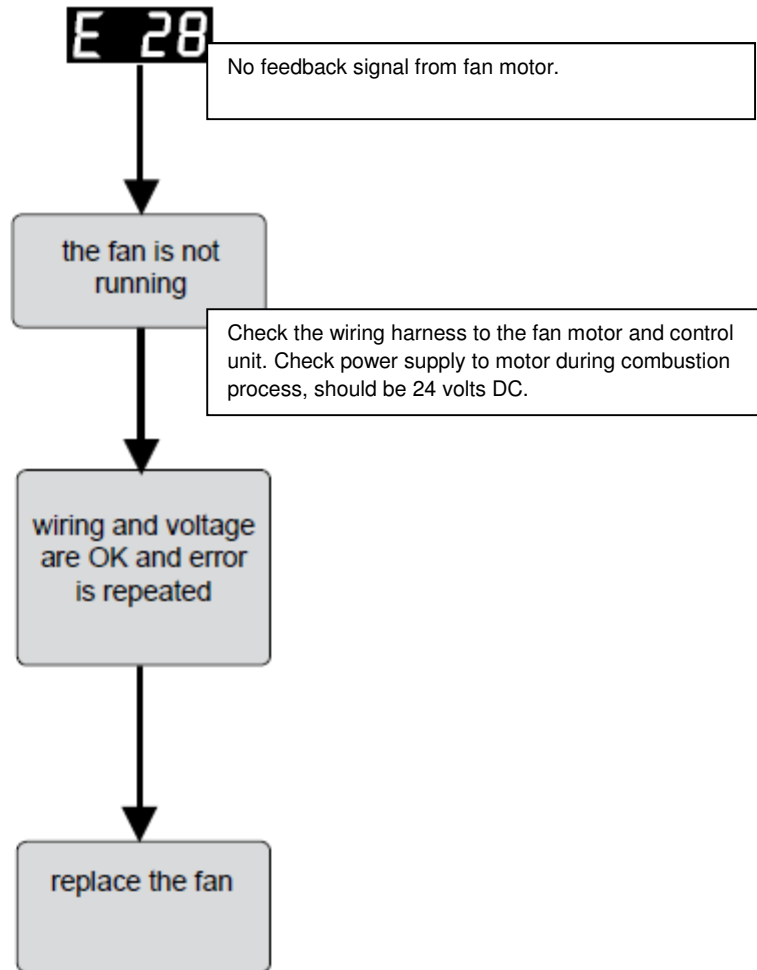 E 28
No feedback signal from fan motor.
the fan is not
running
Check the wiring harness to the fan motor and control
unit. Check power supply to motor during combustion
process, should be 24 volts DC.
wiring and voltage
are OK and error
is repeated
replace the fan